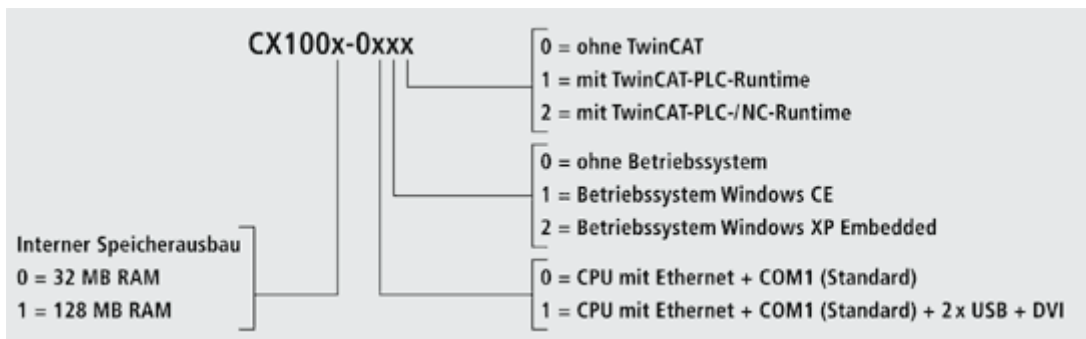 CX100x-0xxx
0 = ohne TwinCAT
1 = mit TwinCAT-PLC-Runtime
2 = mit TwinCAT-PLC-/NC-Runtime
0 = ohne Betriebssystem
1 = Betriebssystem Windows CE
2 = Betriebssystem Windows XP Embedded
Interner Speicherausbau
0 = 32 MB RAM
1 = 128 MB RAM
0 = CPU mit Ethernet + COM1 (Standard)
1 = CPU mit Ethernet + COM1 (Standard) + 2x USB + DVI